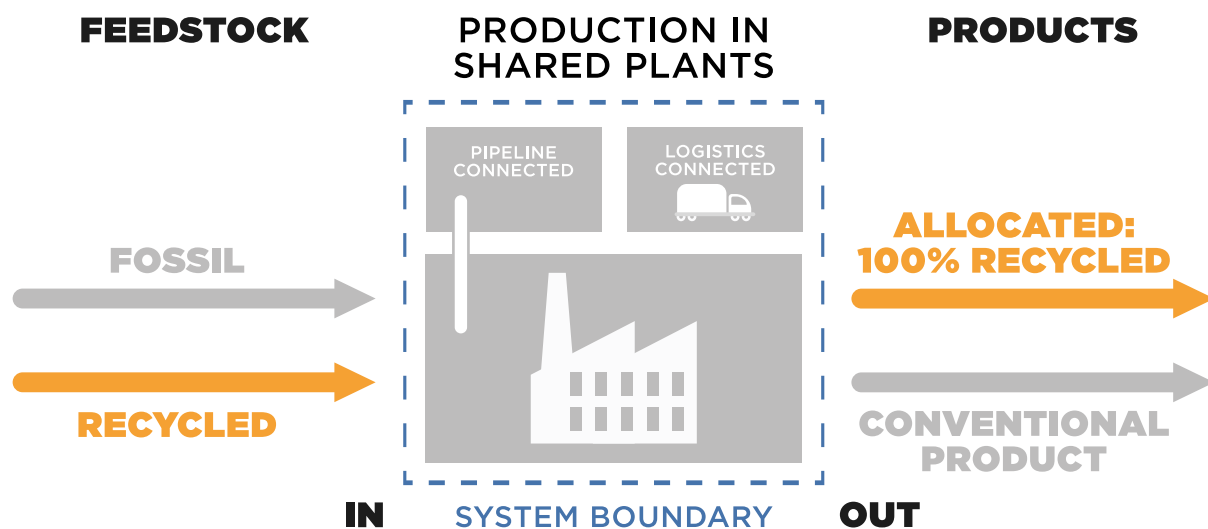 FEEDSTOCK
PRODUCTION IN
SHARED PLANTS
PRODUCTS
PIPELINE
CONNECTED
LOGISTICS
CONNECTED
FOSSIL
RECYCLED
ALLOCATED:
100% RECYCLED
CONVENTIONAL
PRODUCT
IN
SYSTEM BOUNDARY
OUT